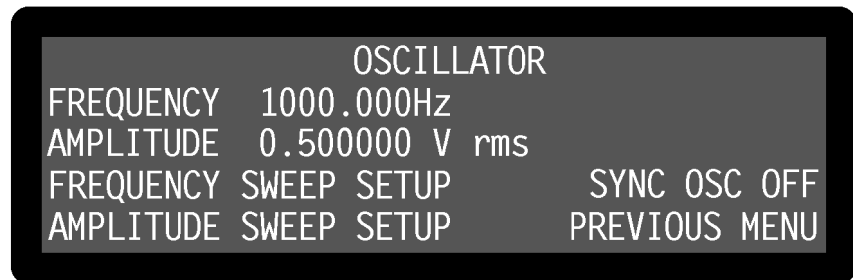 OSCILLATOR
FREQUENCY 1000.000Hz
AMPLITUDE 0.500000 V rms
FREQUENCY SWEEP SETUP SYNC OSC OFF
AMPLITUDE SWEEP SETUP PREVIOUS MENU